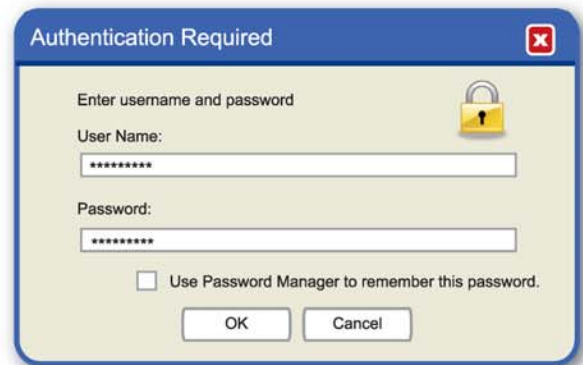 Authentication Required
Enter username and password
User Name:
*********
Password:
*********
Use Password Manager to remember this password.
OK
Cancel